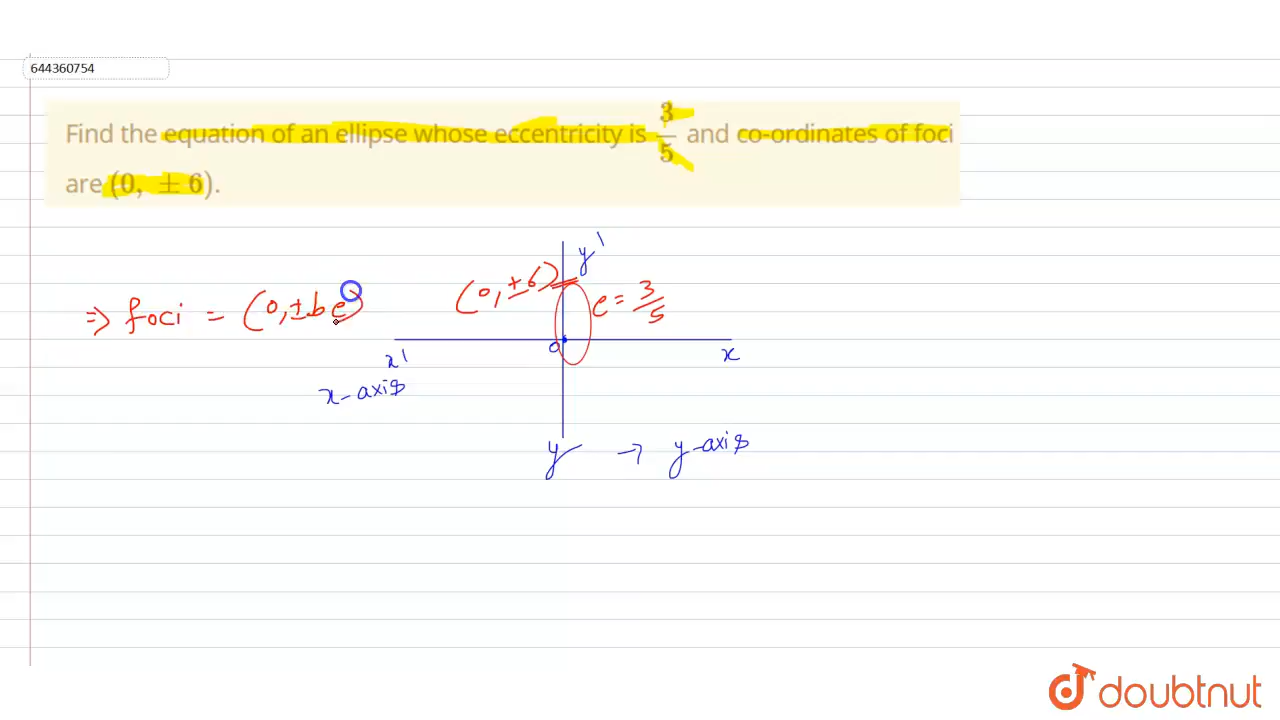 644360754
Find the equation of an ellipse whose eccentricity is 3/5 and co-ordinates of foci
are (0, ±6).
y'
⇒ foci = (0, ±be)
(0, ±6)
e = 3/5
0
x'
x
x-axis
y → y-axis
doubtnut